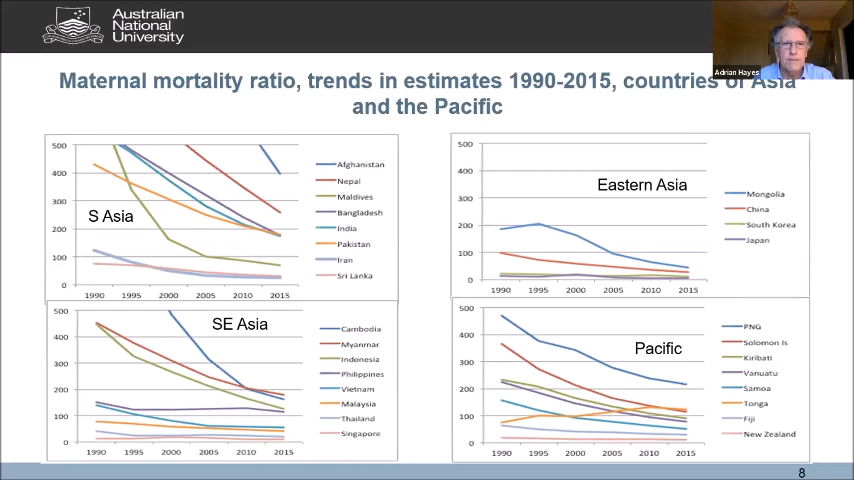 Australian
National
University
Adrian Hayes
Maternal mortality ratio, trends in estimates 1990-2015, countries of Asia
and the Pacific
500
400
300
200
100
0
S Asia
1990 1995 2000 2005 2010 2015
Afghanistan
Nepal
Maldives
Bangladesh
India
Pakistan
Iran
Sri Lanka
500
400
300
200
100
0
Eastern Asia
1990 1995 2000 2005 2010 2015
Mongolia
China
South Korea
Japan
500
400
300
200
100
0
SE Asia
1990 1995 2000 2005 2010 2015
Cambodia
Myanmar
Indonesia
Philippines
Vietnam
Malaysia
Thailand
Singapore
500
400
300
200
100
0
Pacific
1990 1995 2000 2005 2010 2015
PNG
Solomon Is
Kiribati
Vanuatu
Samoa
Tonga
Fiji
New Zealand
8